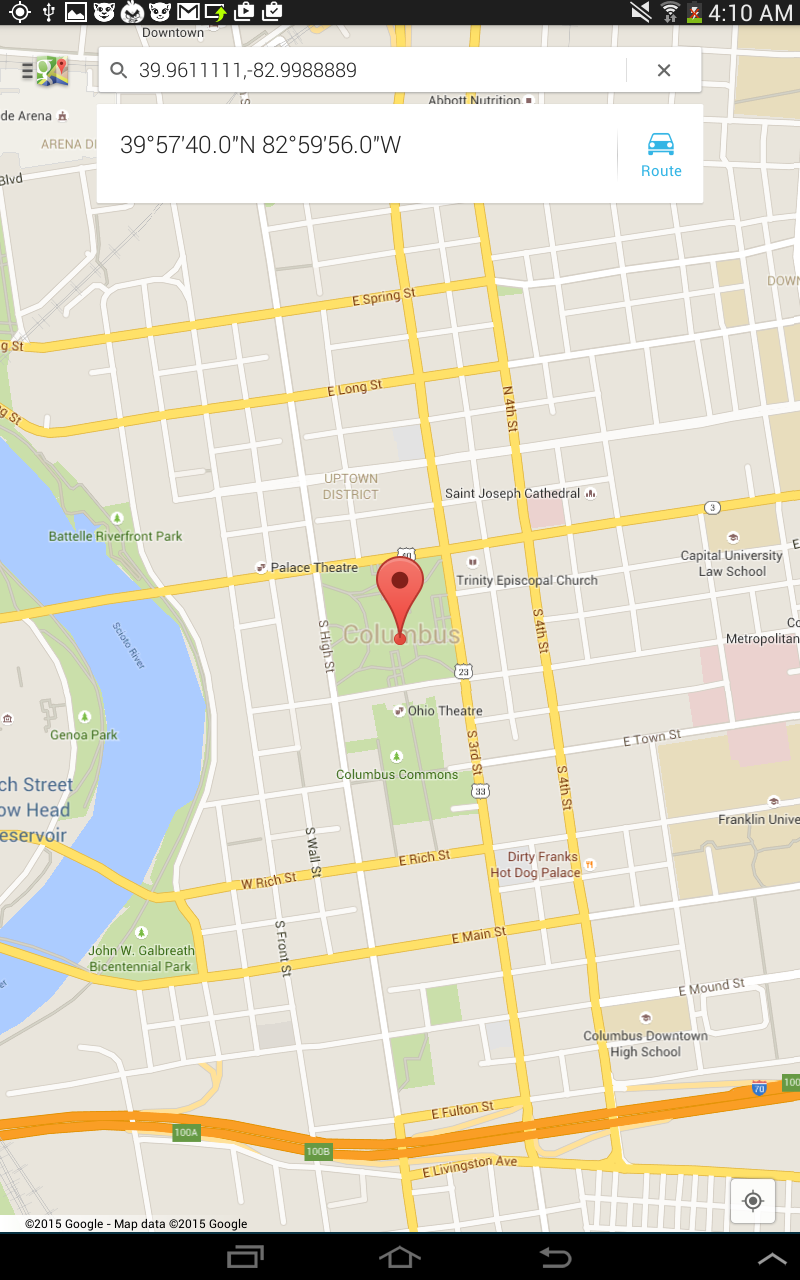 4:10 AM
Downtown
39.9611111,-82.9988889
Abbott Nutrition
de Arena
ARENA DI
39°57'40.0"N 82°59'56.0"W
Route
Blvd
DOWN
E Spring St
g St
E Long St
N 4th St
ng St
UPTOWN
DISTRICT
Saint Joseph Cathedral
3
Battelle Riverfront Park
40
Capital University
Law School
E
Palace Theatre
Trinity Episcopal Church
Scioto River
S High St
S 4th St
Columbus
Co
Metropolitan
23
Ohio Theatre
Genoa Park
E Town St
S 3rd St
Columbus Commons
S 4th St
ch Street
ow Head
eservoir
33
Franklin Unive
S Wall St
E Rich St
Dirty Franks
Hot Dog Palace
W Rich St
S Front St
E Main St
John W. Galbreath
Bicentennial Park
E Mound St
Columbus Downtown
High School
70
100
E Fulton St
100A
100B
E Livingston Ave
©2015 Google - Map data ©2015 Google